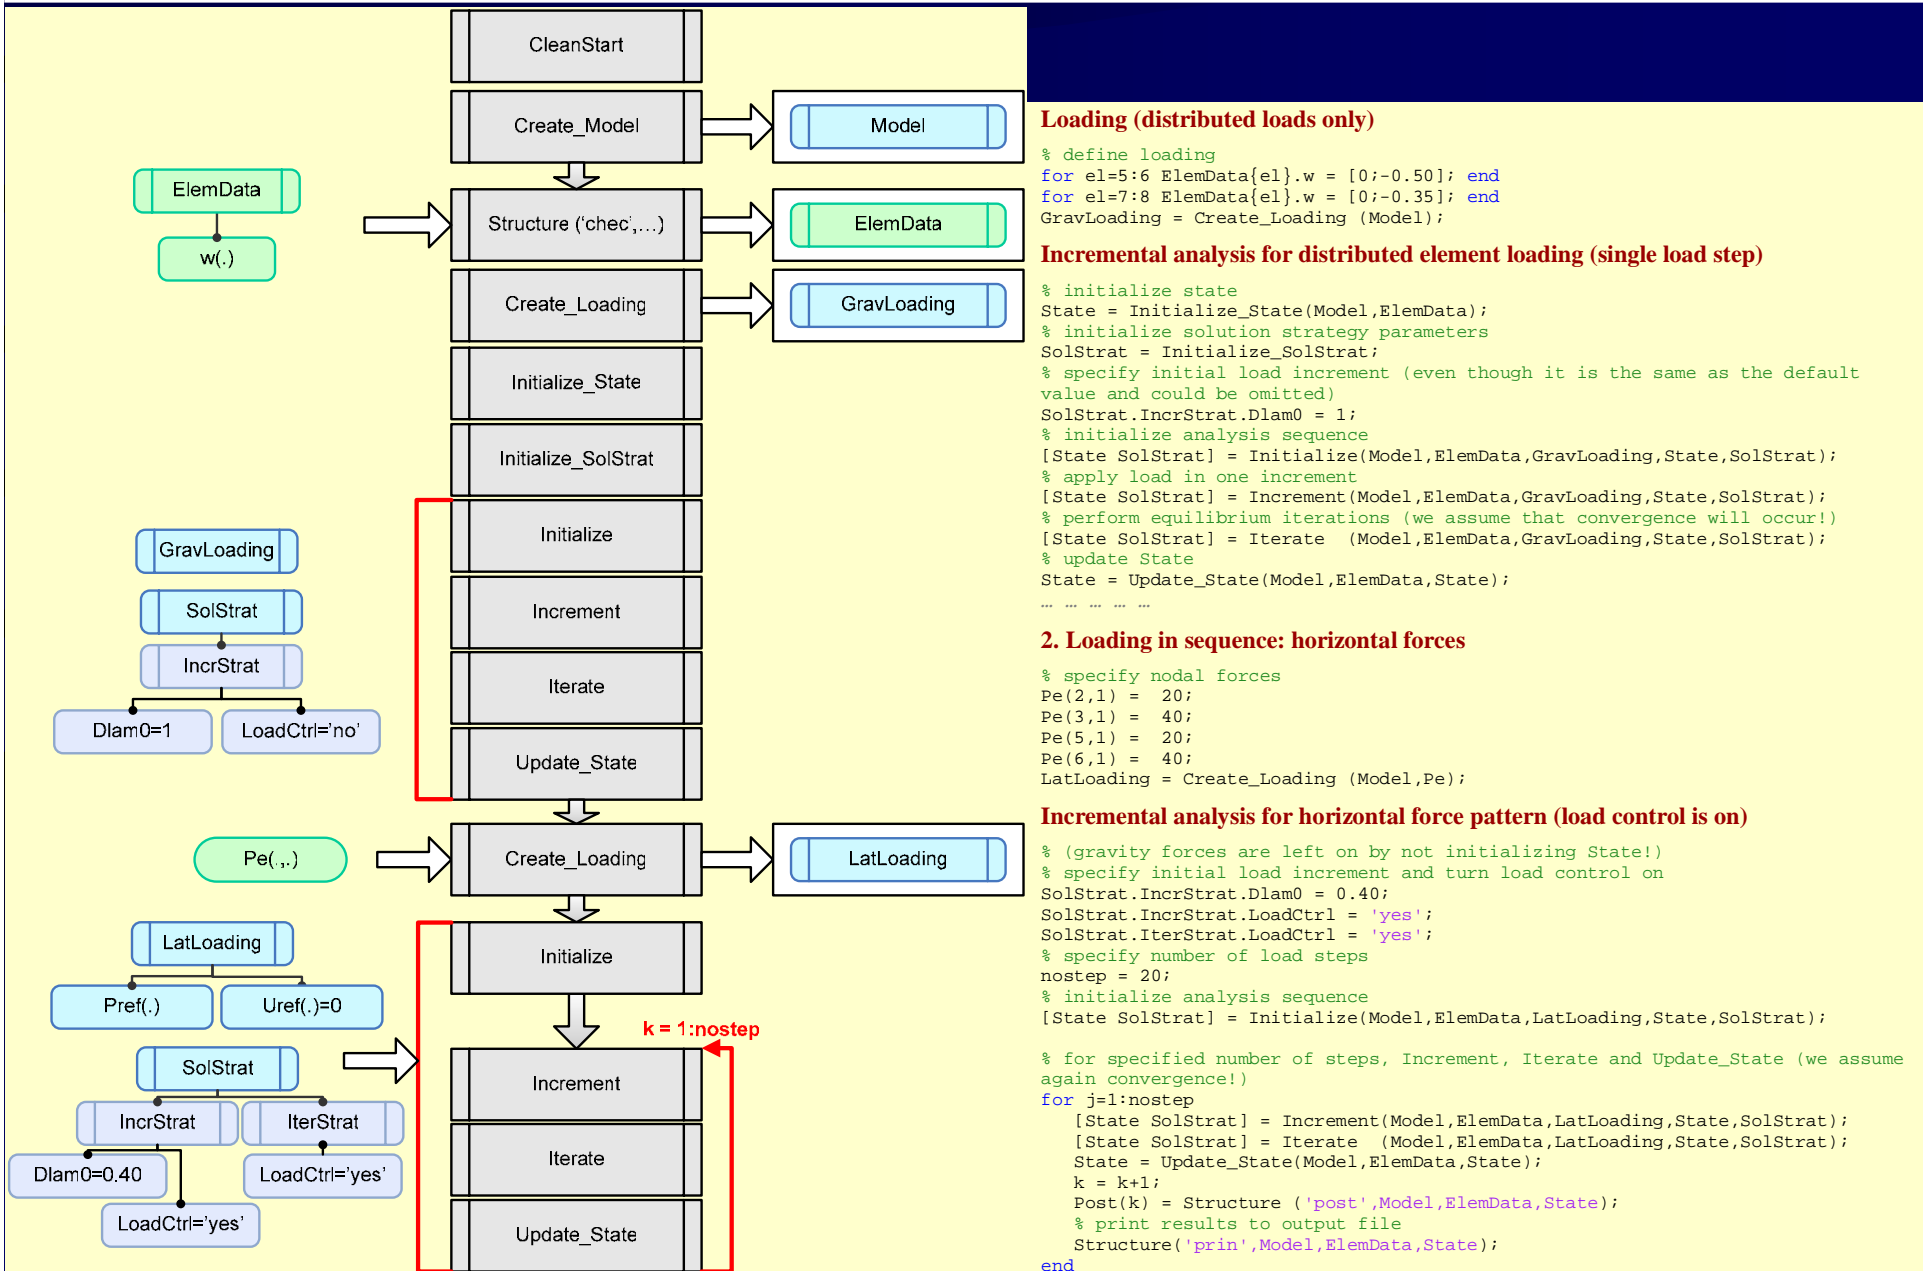 CleanStart
Create_Model
Model
ElemData
w(.)
Structure ('chec',...)
ElemData
Create_Loading
GravLoading
Initialize_State
Initialize_SolStrat
Initialize
GravLoading
SolStrat
IncrStrat
Dlam0=1
LoadCtrl='no'
Increment
Iterate
Update_State
Pe(.,.)
Create_Loading
LatLoading
LatLoading
Pref(.)
Uref(.)=0
Initialize
k = 1:nostep
SolStrat
IncrStrat
IterStrat
Dlam0=0.40
LoadCtrl='yes'
LoadCtrl='yes'
Increment
Iterate
Update_State
Loading (distributed loads only)
% define loading
for el=5:6 ElemData{el}.w = [0;-0.50]; end
for el=7:8 ElemData{el}.w = [0;-0.35]; end
GravLoading = Create_Loading (Model);
Incremental analysis for distributed element loading (single load step)
% initialize state
State = Initialize_State(Model,ElemData);
% initialize solution strategy parameters
SolStrat = Initialize_SolStrat;
% specify initial load increment (even though it is the same as the default
value and could be omitted)
SolStrat.IncrStrat.Dlam0 = 1;
% initialize analysis sequence
[State SolStrat] = Initialize(Model,ElemData,GravLoading,State,SolStrat);
% apply load in one increment
[State SolStrat] = Increment(Model,ElemData,GravLoading,State,SolStrat);
% perform equilibrium iterations (we assume that convergence will occur!)
[State SolStrat] = Iterate  (Model,ElemData,GravLoading,State,SolStrat);
% update State
State = Update_State(Model,ElemData,State);
… … … … …
2. Loading in sequence: horizontal forces
% specify nodal forces
Pe(2,1) =  20;
Pe(3,1) =  40;
Pe(5,1) =  20;
Pe(6,1) =  40;
LatLoading = Create_Loading (Model,Pe);
Incremental analysis for horizontal force pattern (load control is on)
% (gravity forces are left on by not initializing State!)
% specify initial load increment and turn load control on
SolStrat.IncrStrat.Dlam0 = 0.40;
SolStrat.IncrStrat.LoadCtrl = 'yes';
SolStrat.IterStrat.LoadCtrl = 'yes';
% specify number of load steps
nostep = 20;
% initialize analysis sequence
[State SolStrat] = Initialize(Model,ElemData,LatLoading,State,SolStrat);
% for specified number of steps, Increment, Iterate and Update_State (we assume
again convergence!)
for j=1:nostep
[State SolStrat] = Increment(Model,ElemData,LatLoading,State,SolStrat);
[State SolStrat] = Iterate  (Model,ElemData,LatLoading,State,SolStrat);
State = Update_State(Model,ElemData,State);
k = k+1;
Post(k) = Structure ('post',Model,ElemData,State);
% print results to output file
Structure('prin',Model,ElemData,State);
end